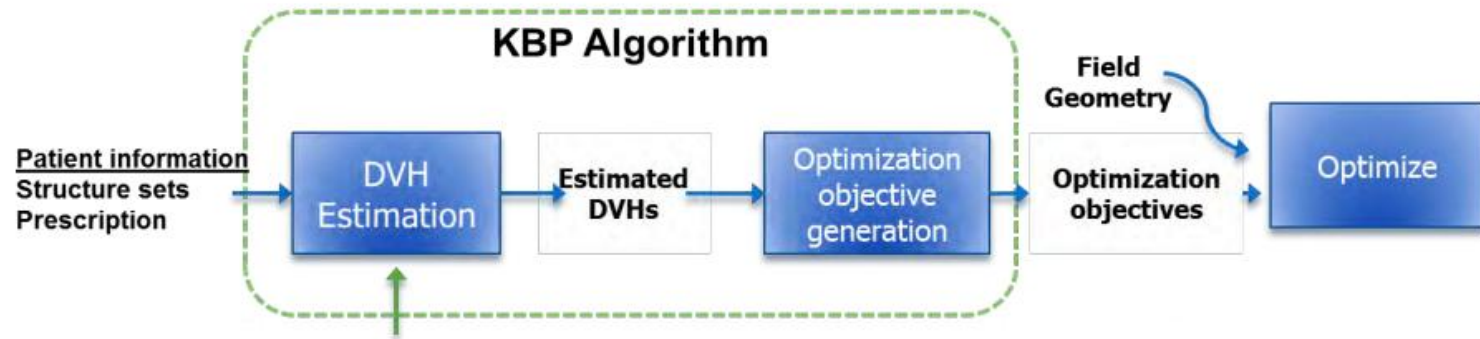 KBP Algorithm
Patient information
Structure sets
Prescription
DVH
Estimation
Estimated
DVHs
Optimization
objective
generation
Optimization
objectives
Field
Geometry
Optimize